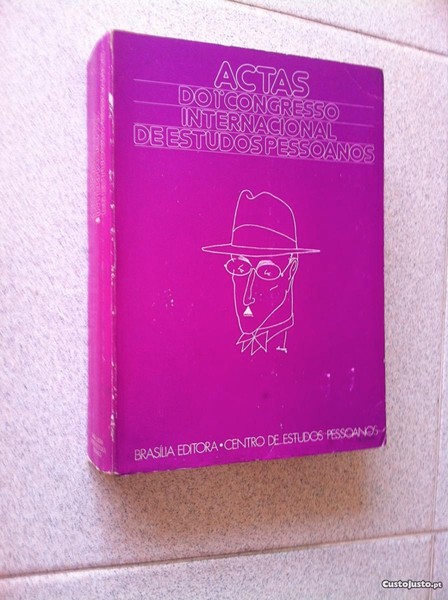 ACTAS
DO 1º CONGRESSO
INTERNACIONAL
DE ESTUDOS PESSOANOS
BRASÍLIA EDITORA • CENTRO DE ESTUDOS PESSOANOS
CustoJusto.pt